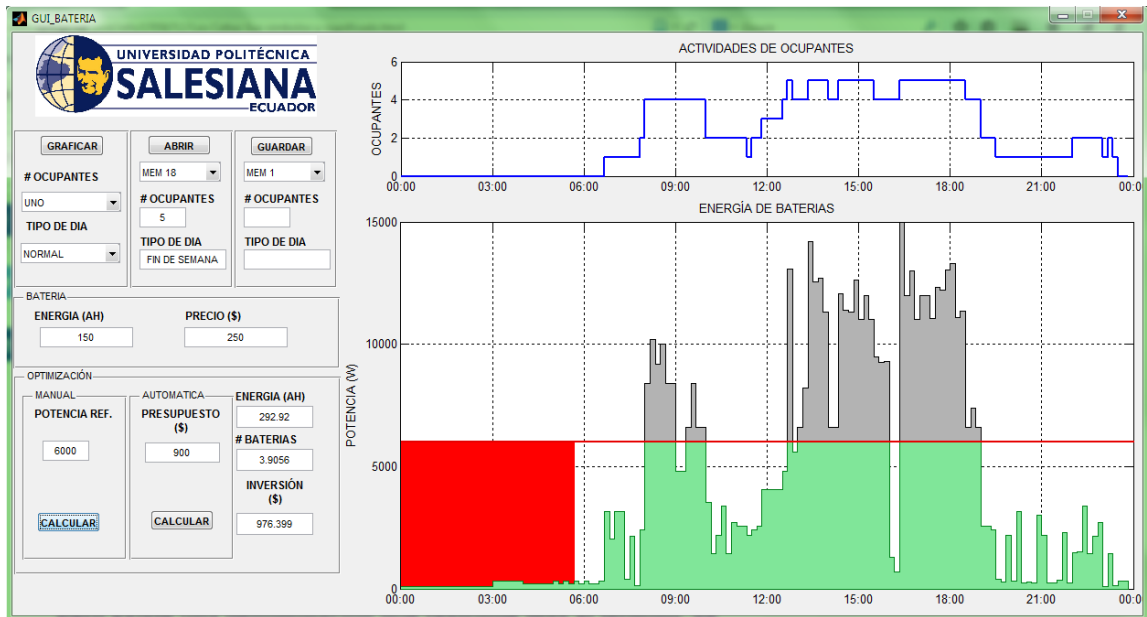 GUI_BATERIA
UNIVERSIDAD POLITÉCNICA
SALESIANA
ECUADOR
GRAFICAR
# OCUPANTES
UNO
TIPO DE DIA
NORMAL
ABRIR
MEM 18
# OCUPANTES
5
TIPO DE DIA
FIN DE SEMANA
GUARDAR
MEM 1
# OCUPANTES
TIPO DE DIA
BATERIA
ENERGIA (AH)
150
PRECIO ($)
250
OPTIMIZACIÓN
MANUAL
POTENCIA REF.
6000
CALCULAR
AUTOMATICA
PRESUPUESTO
($)
900
CALCULAR
ENERGIA (AH)
292.92
# BATERIAS
3.9056
INVERSIÓN
($)
976.399
ACTIVIDADES DE OCUPANTES
OCUPANTES
6
4
2
0
00:00 03:00 06:00 09:00 12:00 15:00 18:00 21:00 00:0
ENERGÍA DE BATERIAS
POTENCIA (W)
15000
10000
5000
0
00:00 03:00 06:00 09:00 12:00 15:00 18:00 21:00 00:0